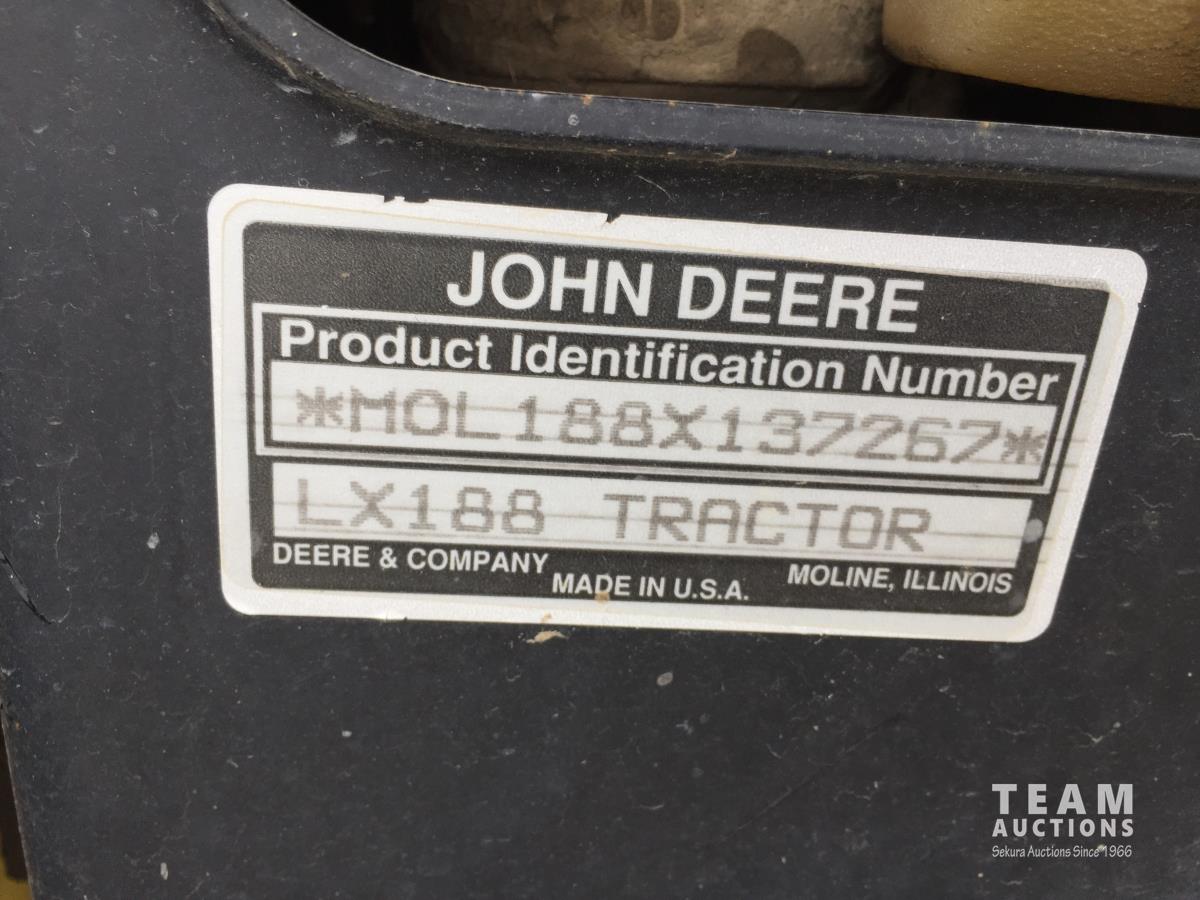 JOHN DEERE
Product Identification Number
*MOL188X137267*
LX188 TRACTOR
DEERE & COMPANY MADE IN U.S.A. MOLINE, ILLINOIS
TEAM
AUCTIONS
Sekura Auctions Since 1966